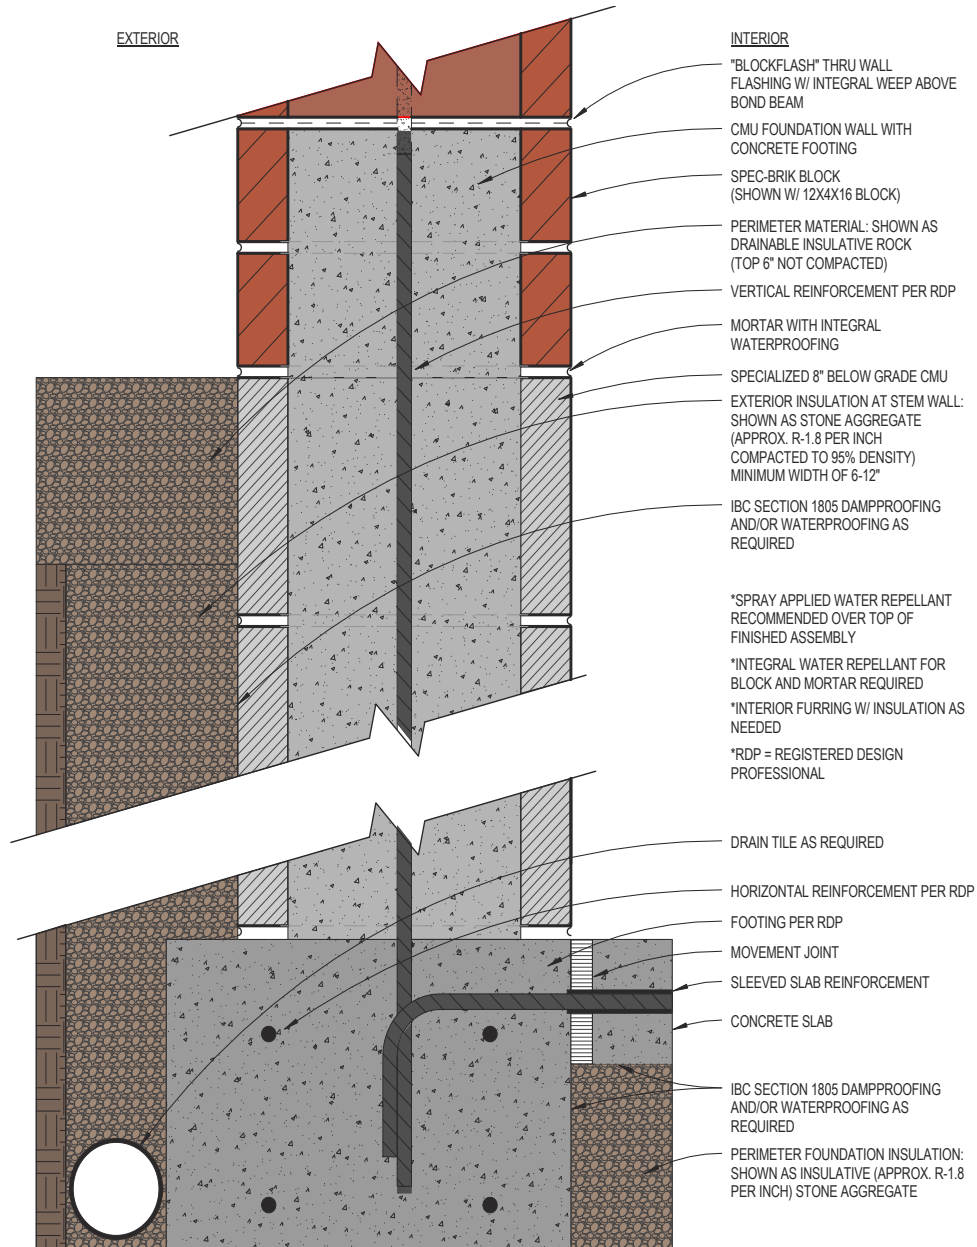 EXTERIOR
INTERIOR
"BLOCKFLASH" THRU WALL
FLASHING W/ INTEGRAL WEEP ABOVE
BOND BEAM
CMU FOUNDATION WALL WITH
CONCRETE FOOTING
SPEC-BRIK BLOCK
(SHOWN W/ 12X4X16 BLOCK)
PERIMETER MATERIAL: SHOWN AS
DRAINABLE INSULATIVE ROCK
(TOP 6" NOT COMPACTED)
VERTICAL REINFORCEMENT PER RDP
MORTAR WITH INTEGRAL
WATERPROOFING
SPECIALIZED 8" BELOW GRADE CMU
EXTERIOR INSULATION AT STEM WALL:
SHOWN AS STONE AGGREGATE
(APPROX. R-1.8 PER INCH
COMPACTED TO 95% DENSITY)
MINIMUM WIDTH OF 6-12"
IBC SECTION 1805 DAMPPROOFING
AND/OR WATERPROOFING AS
REQUIRED
*SPRAY APPLIED WATER REPELLANT
RECOMMENDED OVER TOP OF
FINISHED ASSEMBLY
*INTEGRAL WATER REPELLANT FOR
BLOCK AND MORTAR REQUIRED
*INTERIOR FURRING W/ INSULATION AS
NEEDED
*RDP = REGISTERED DESIGN
PROFESSIONAL
DRAIN TILE AS REQUIRED
HORIZONTAL REINFORCEMENT PER RDP
FOOTING PER RDP
MOVEMENT JOINT
SLEEVED SLAB REINFORCEMENT
CONCRETE SLAB
IBC SECTION 1805 DAMPPROOFING
AND/OR WATERPROOFING AS
REQUIRED
PERIMETER FOUNDATION INSULATION:
SHOWN AS INSULATIVE (APPROX. R-1.8
PER INCH) STONE AGGREGATE